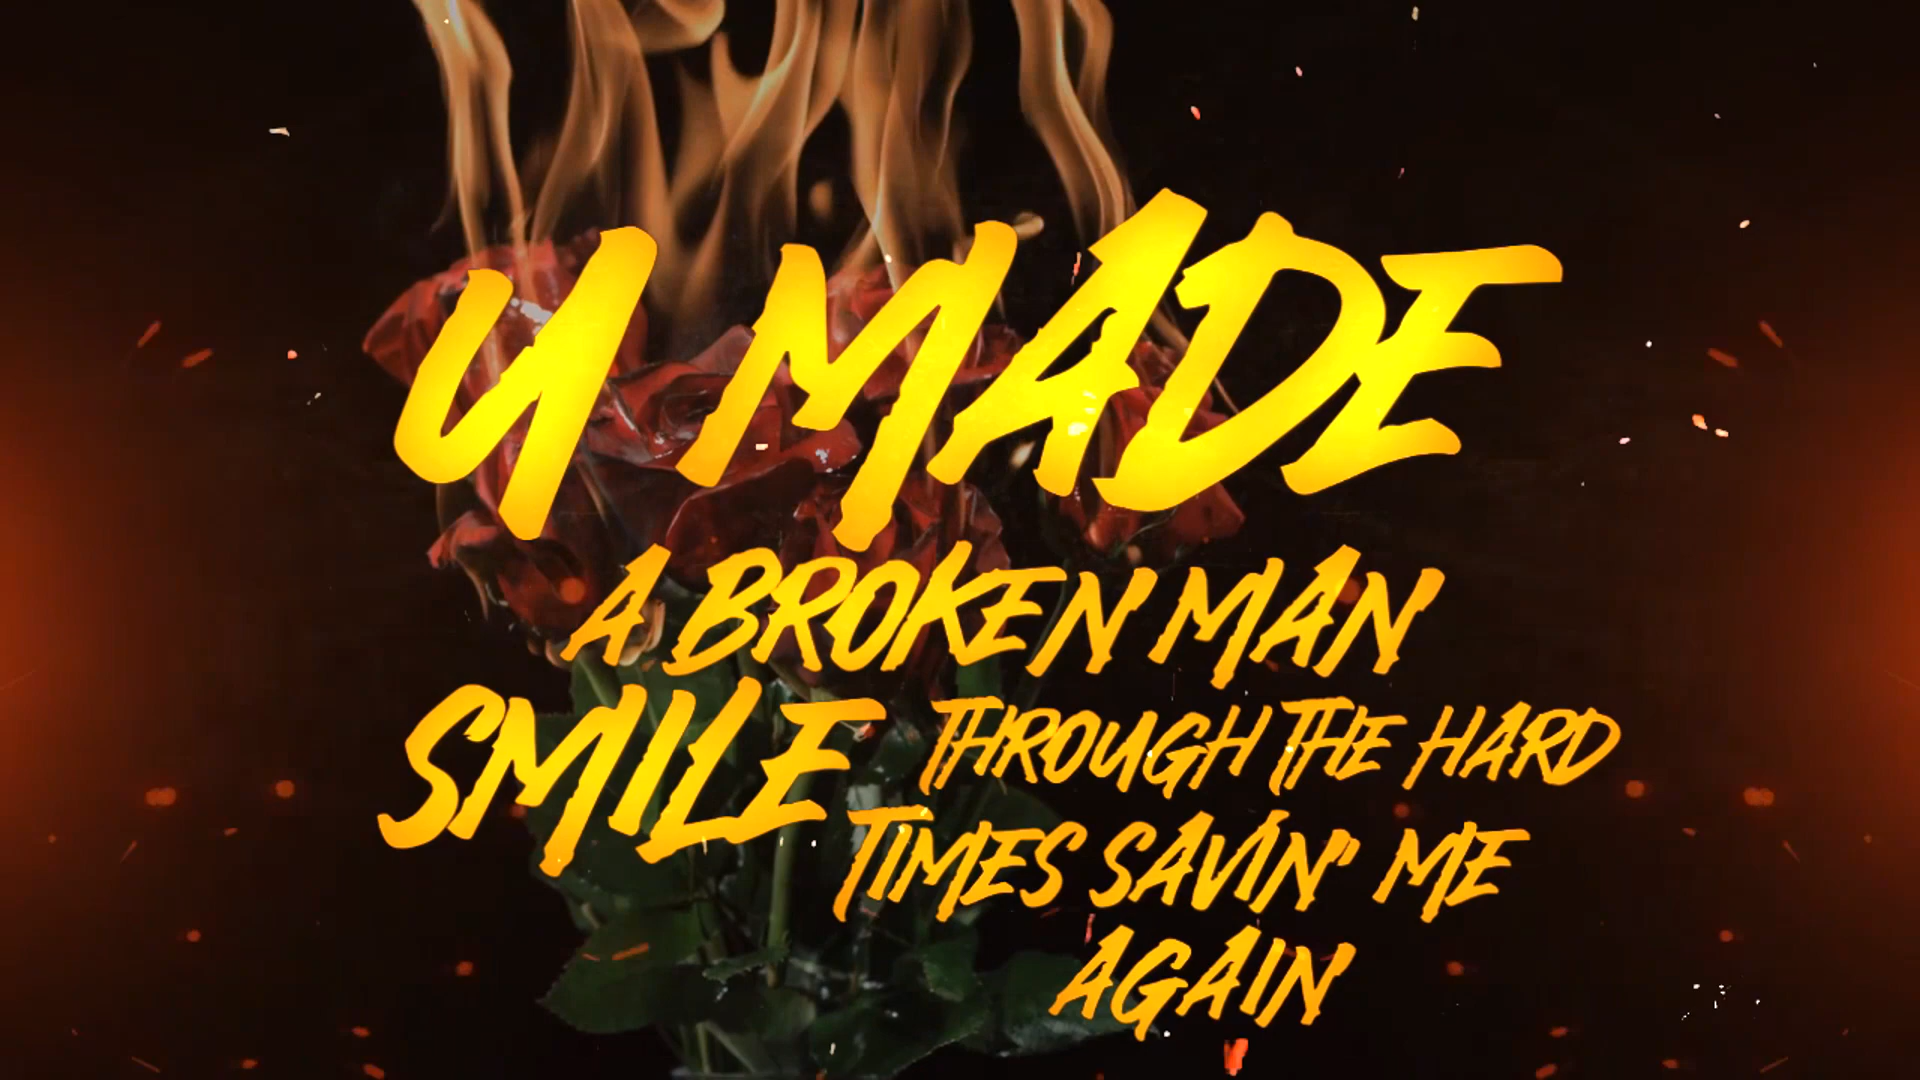 U MADE
A BROKEN MAN
SMILE THROUGH THE HARD
TIMES SAVIN' ME
AGAIN